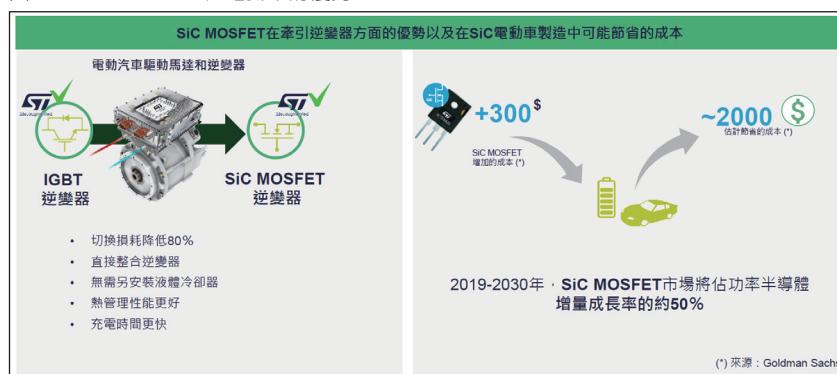 SiC MOSFET在牽引逆變器方面的優勢以及在SiC電動車製造中可能節省的成本
電動汽車驅動馬達和逆變器
IGBT
逆變器
SiC MOSFET
逆變器
• 切換損耗降低80%
• 直接整合逆變器
• 無需另安裝液體冷卻器
• 熱管理性能更好
• 充電時間更快
+300$
SiC MOSFET
增加的成本(*)
~2000 $
估計節省的成本(*)
2019-2030年，SiC MOSFET市場將佔功率半導體
增量成長率的約50%
(*) 來源：Goldman Sachs